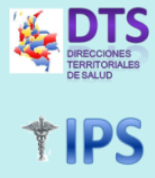 DTS
DIRECCIONES
TERRITORIALES
DE SALUD
IPS